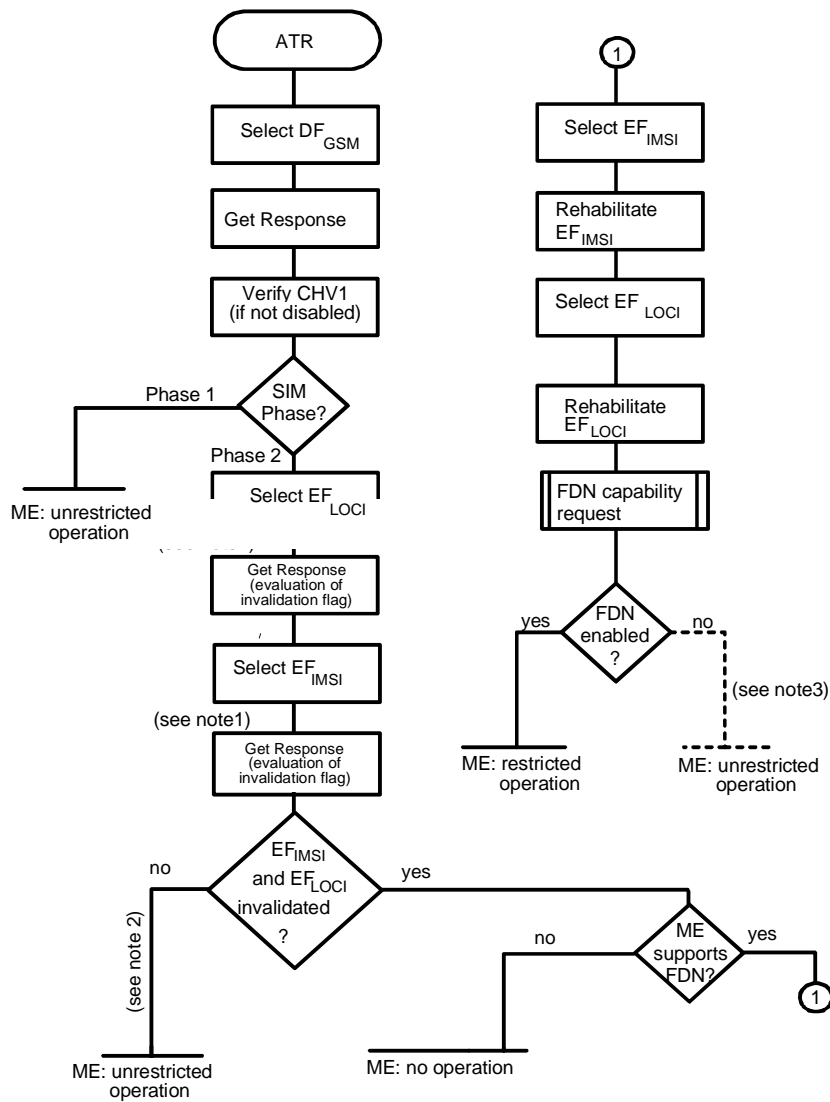 ATR
Select DF GSM
Get Response
Verify CHV1
(if not disabled)
SIM
Phase?
Phase 1
Phase 2
ME: unrestricted
operation
Select EF LOCI
Get Response
(evaluation of
invalidation flag)
Select EF IMSI
(see note1)
Get Response
(evaluation of
invalidation flag)
EF IMSI
and EF LOCI
invalidated
?
no
(see note 2)
ME: unrestricted
operation
yes
ME
supports
FDN?
no
ME: no operation
yes
1
1
Select EF IMSI
Rehabilitate
EF IMSI
Select EF LOCI
Rehabilitate
EF LOCI
FDN capability
request
FDN
enabled
?
yes
ME: restricted
operation
no
(see note3)
ME: unrestricted
operation